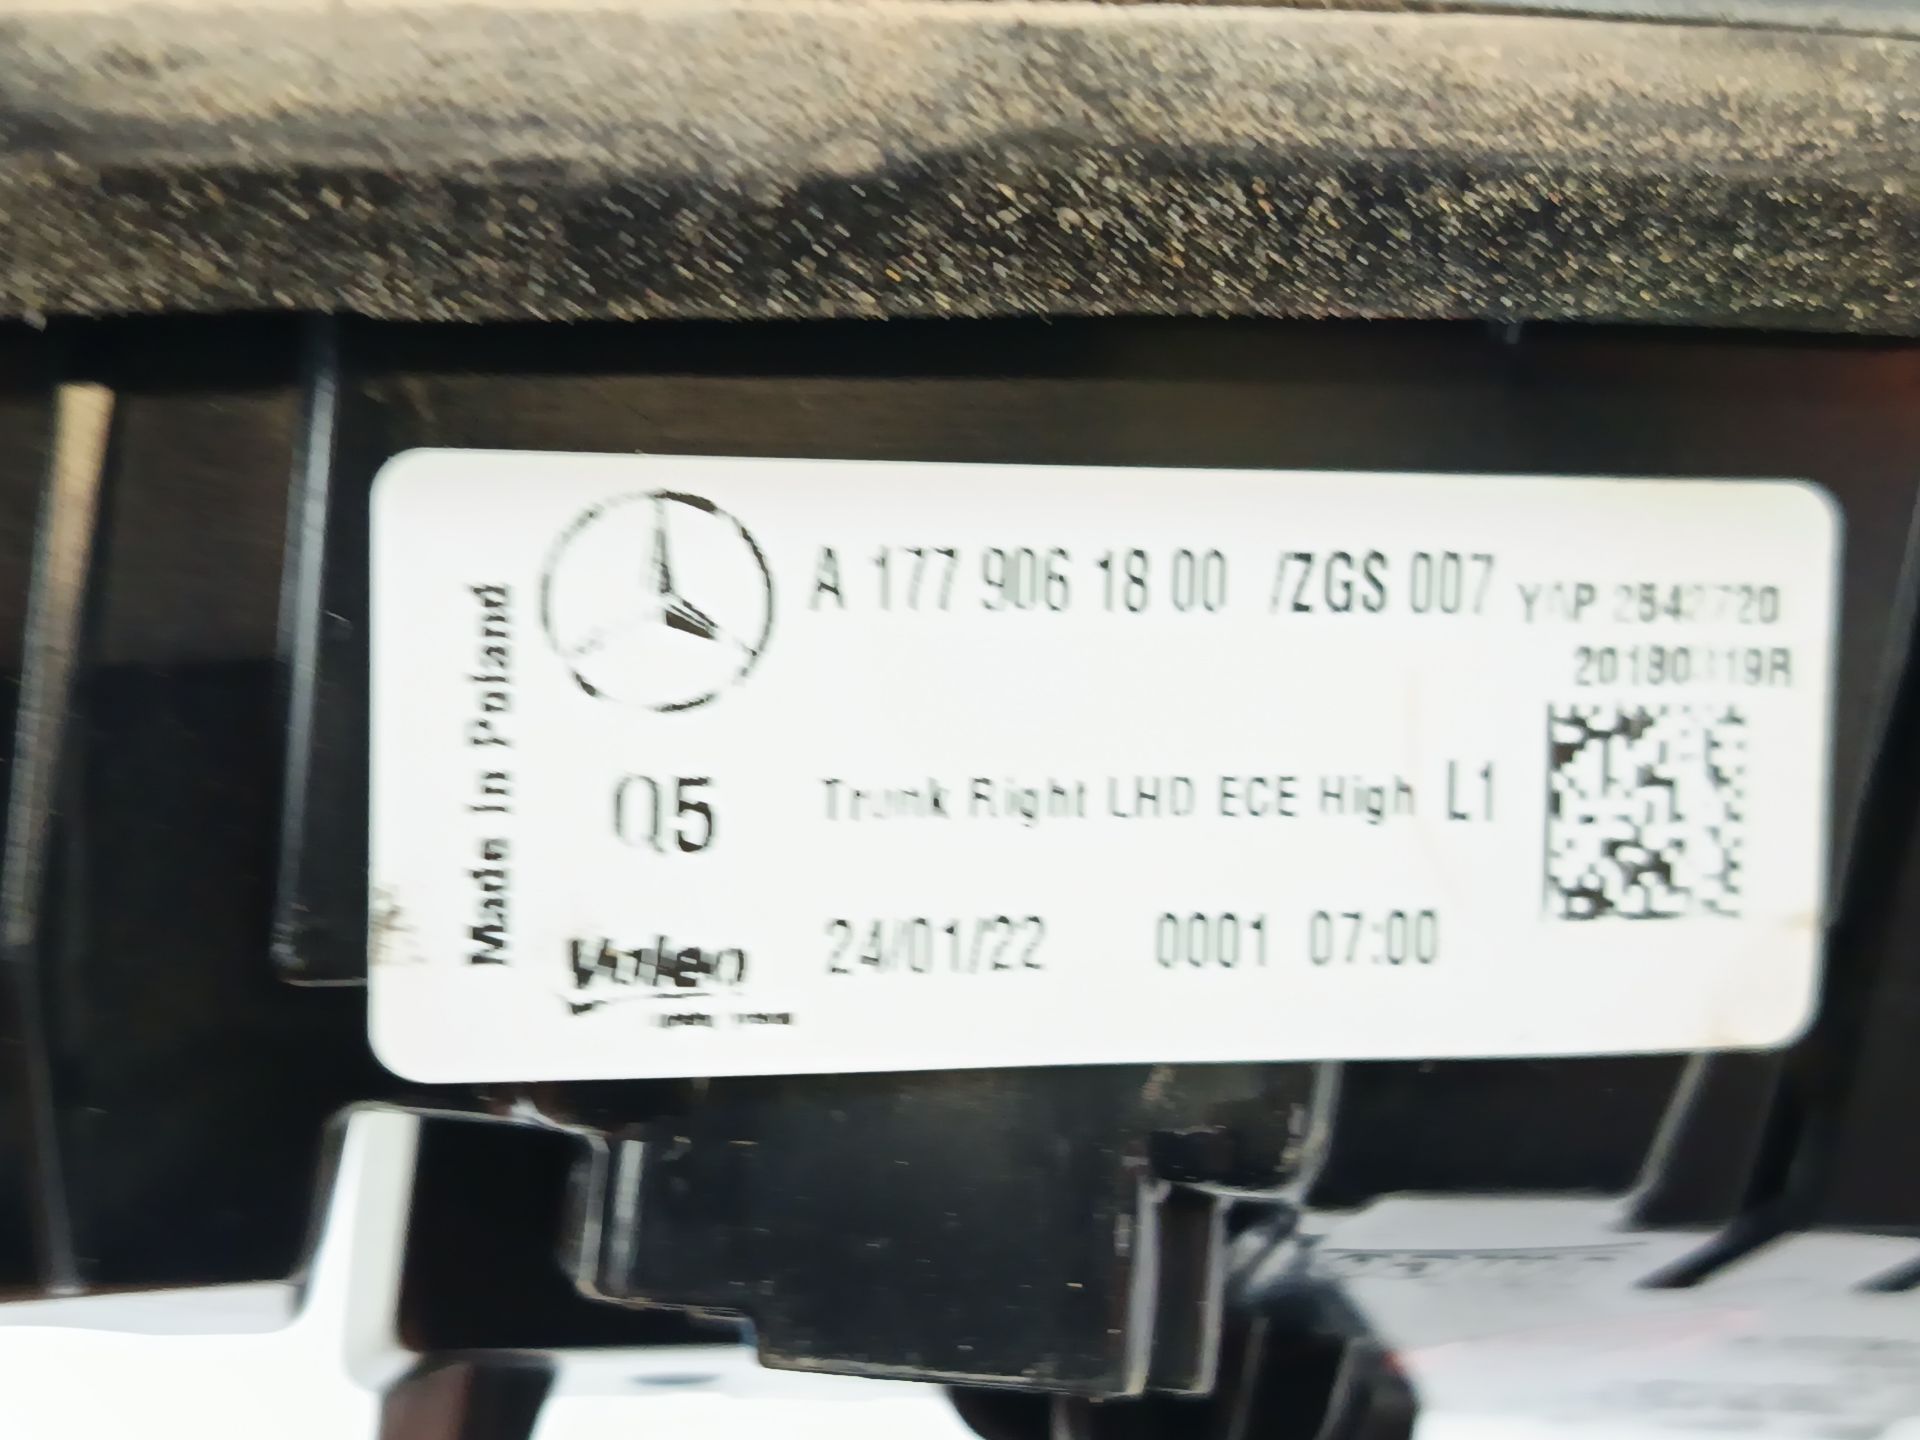 A 177 906 18 00 /ZGS 007
Made in Poland
Q5
Trunk Right LHD ECE High L1
Valeo
24/01/22 0001 07:00